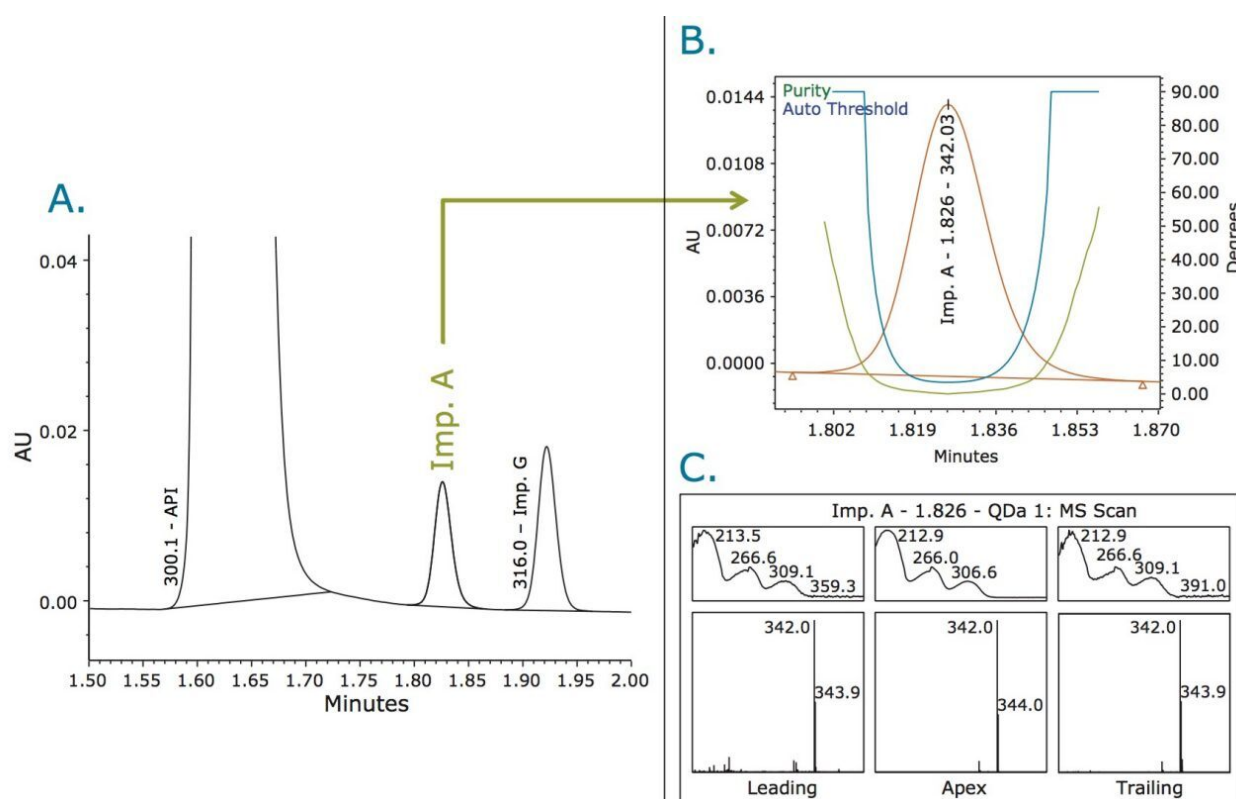 A.
AU
0.04
0.02
0.00
300.1 - API
Imp. A
316.0 – Imp. G
1.50 1.55 1.60 1.65 1.70 1.75 1.80 1.85 1.90 1.95 2.00
Minutes
B.
Purity
Auto Threshold
AU
0.0144
0.0108
0.0072
0.0036
0.0000
Imp. A - 1.826 - 342.03
90.00
80.00
70.00
60.00
50.00
40.00
30.00
20.00
10.00
0.00
Degrees
1.802 1.819 1.836 1.853 1.870
Minutes
C.
Imp. A - 1.826 - QDa 1: MS Scan
213.5
266.6
309.1
359.3
212.9
266.0
306.6
212.9
266.6
309.1
391.0
342.0
343.9
342.0
344.0
342.0
343.9
Leading
Apex
Trailing